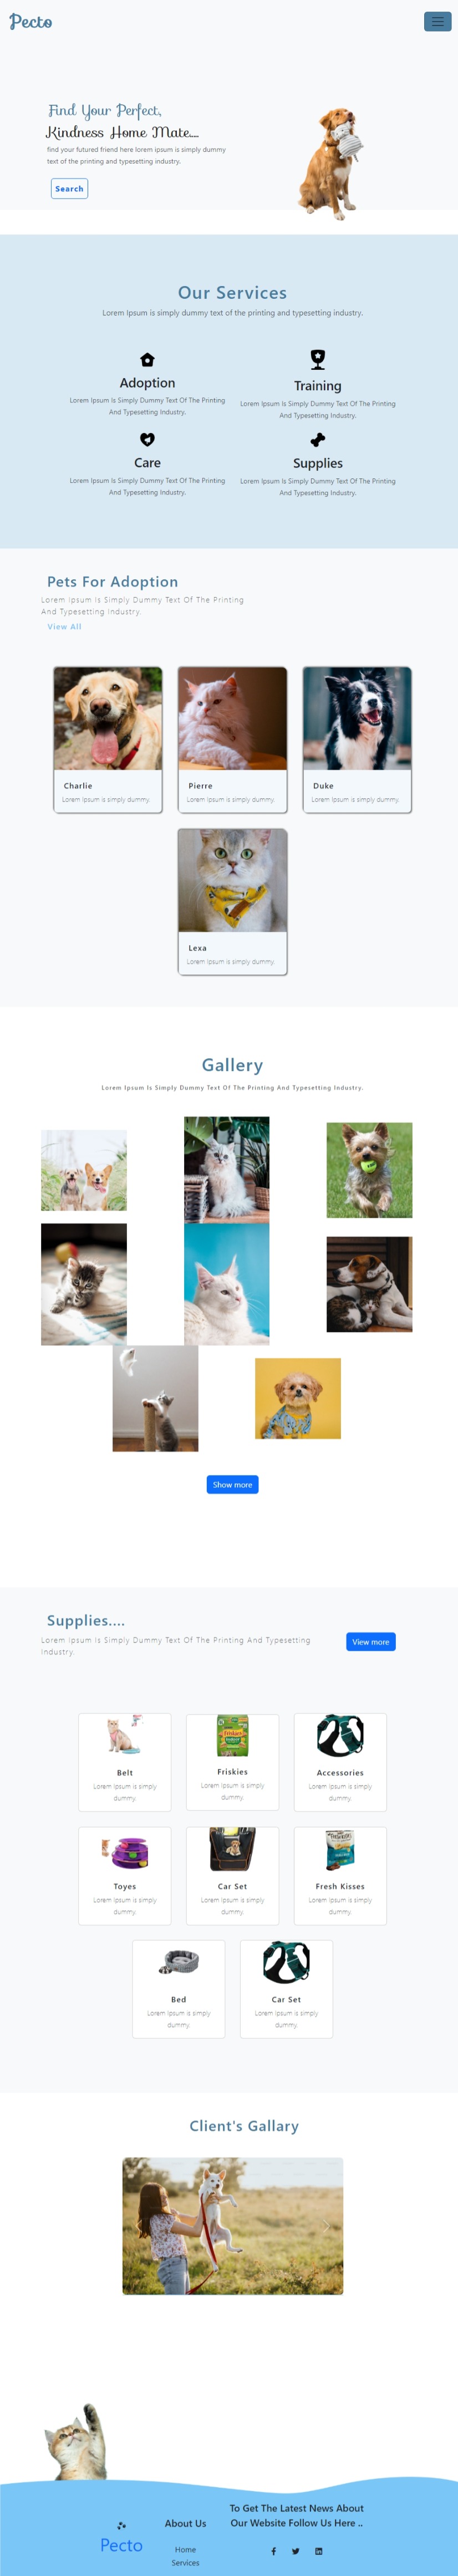 Pecto
Find Your Perfect,
Kindness Home Mate....
find your futured friend here lorem ipsum is simply dummy
text of the printing and typesetting industry.
Search
Our Services
Lorem Ipsum is simply dummy text of the printing and typesetting industry.
Adoption
Lorem Ipsum Is Simply Dummy Text Of The Printing
And Typesetting Industry.
Training
Lorem Ipsum Is Simply Dummy Text Of The Printing
And Typesetting Industry.
Care
Lorem Ipsum Is Simply Dummy Text Of The Printing
And Typesetting Industry.
Supplies
Lorem Ipsum Is Simply Dummy Text Of The Printing
And Typesetting Industry.
Pets For Adoption
Lorem Ipsum Is Simply Dummy Text Of The Printing
And Typesetting Industry.
View All
Charlie
Lorem Ipsum is simply dummy.
Pierre
Lorem Ipsum is simply dummy.
Duke
Lorem Ipsum is simply dummy.
Lexa
Lorem Ipsum is simply dummy.
Gallery
Lorem Ipsum Is Simply Dummy Text Of The Printing And Typesetting Industry.
Show more
Supplies....
Lorem Ipsum Is Simply Dummy Text Of The Printing And Typesetting
Industry.
View more
Belt
Lorem Ipsum is simply
dummy.
Friskies
Friskies
Lorem Ipsum is simply
dummy.
Accessories
Lorem Ipsum is simply
dummy.
Toyes
Lorem Ipsum is simply
dummy.
Car Set
Lorem Ipsum is simply
dummy.
Fresh Kisses
Lorem Ipsum is simply
dummy.
Bed
Lorem Ipsum is simply
dummy.
Car Set
Lorem Ipsum is simply
dummy.
Client's Gallary
Pecto
About Us
Home
Services
To Get The Latest News About
Our Website Follow Us Here ..